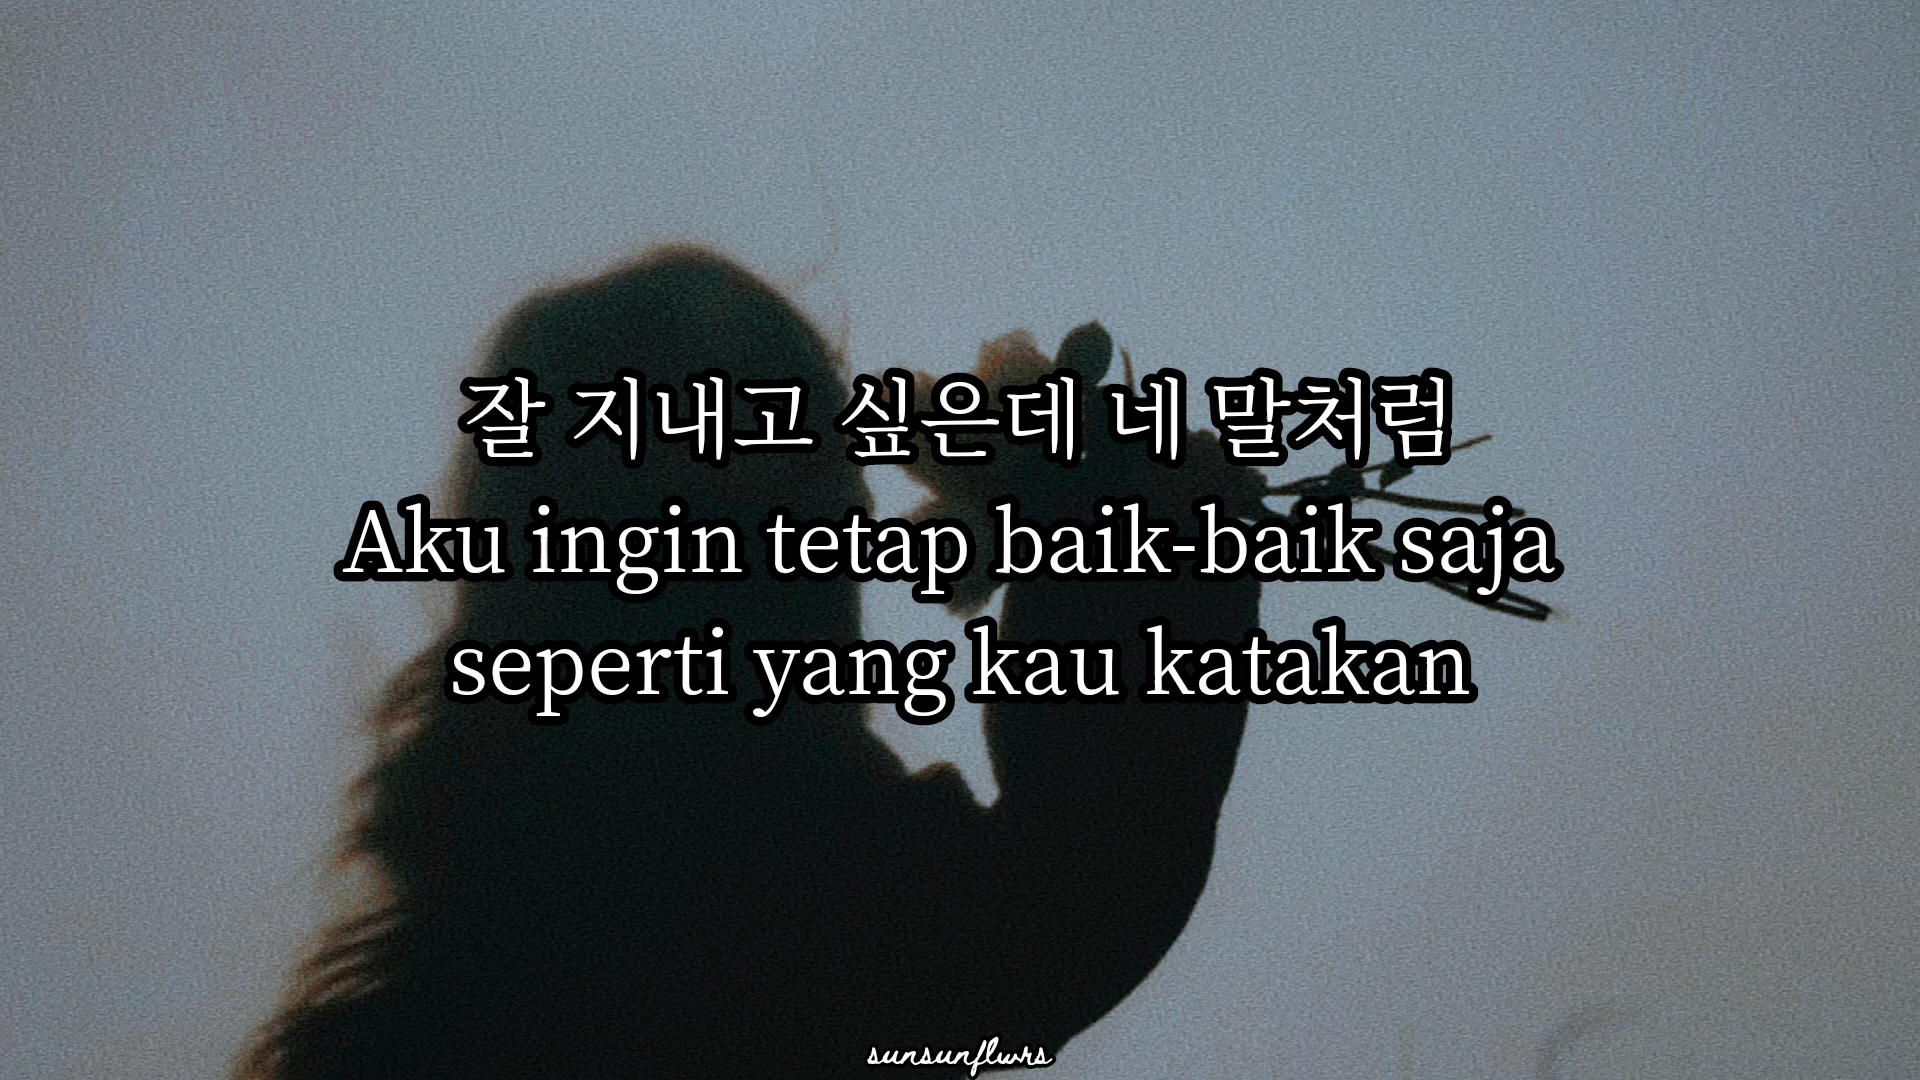 잘 지내고 싶은데 네 말처럼
Aku ingin tetap baik-baik saja
seperti yang kau katakan
sunsunflwrs